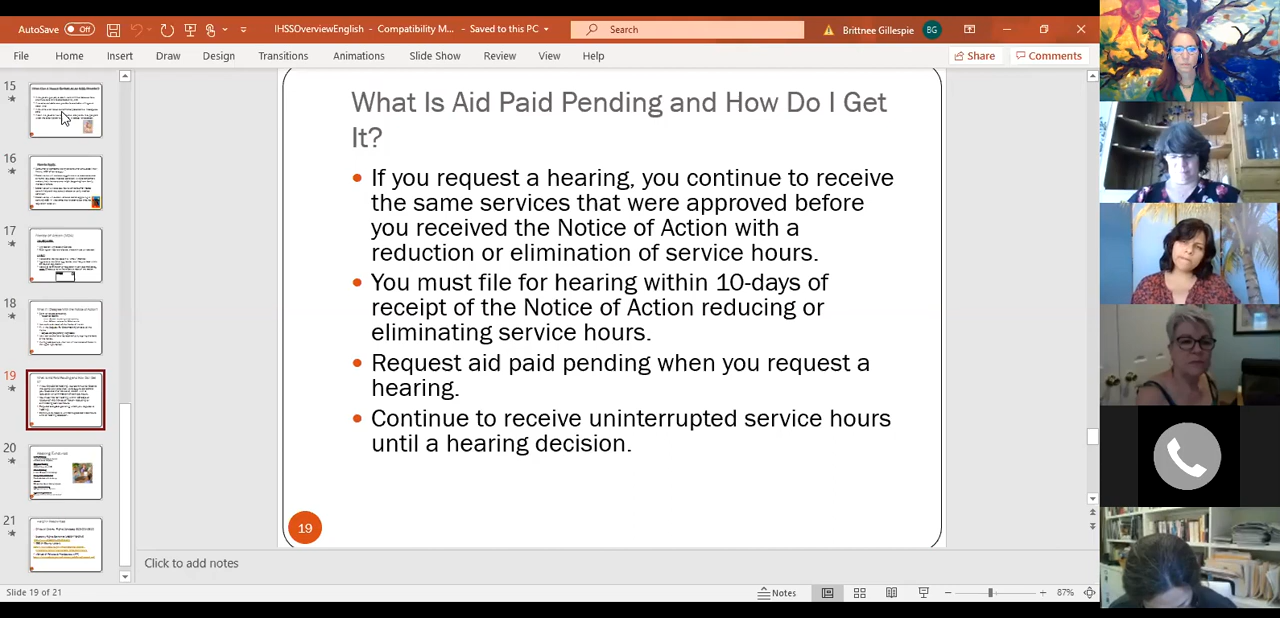 AutoSave Off
IHSSOverviewEnglish - Compatibility M... - Saved to this PC
Search
Brittnee Gillespie
BG
File Home Insert Draw Design Transitions Animations Slide Show Review View Help
Share Comments
15
16
17
18
19
20
21
What Is Aid Paid Pending and How Do I Get
It?
• If you request a hearing, you continue to receive
the same services that were approved before
you received the Notice of Action with a
reduction or elimination of service hours.
• You must file for hearing within 10-days of
receipt of the Notice of Action reducing or
eliminating service hours.
• Request aid paid pending when you request a
hearing.
• Continue to receive uninterrupted service hours
until a hearing decision.
19
Click to add notes
Slide 19 of 21
Notes
87%